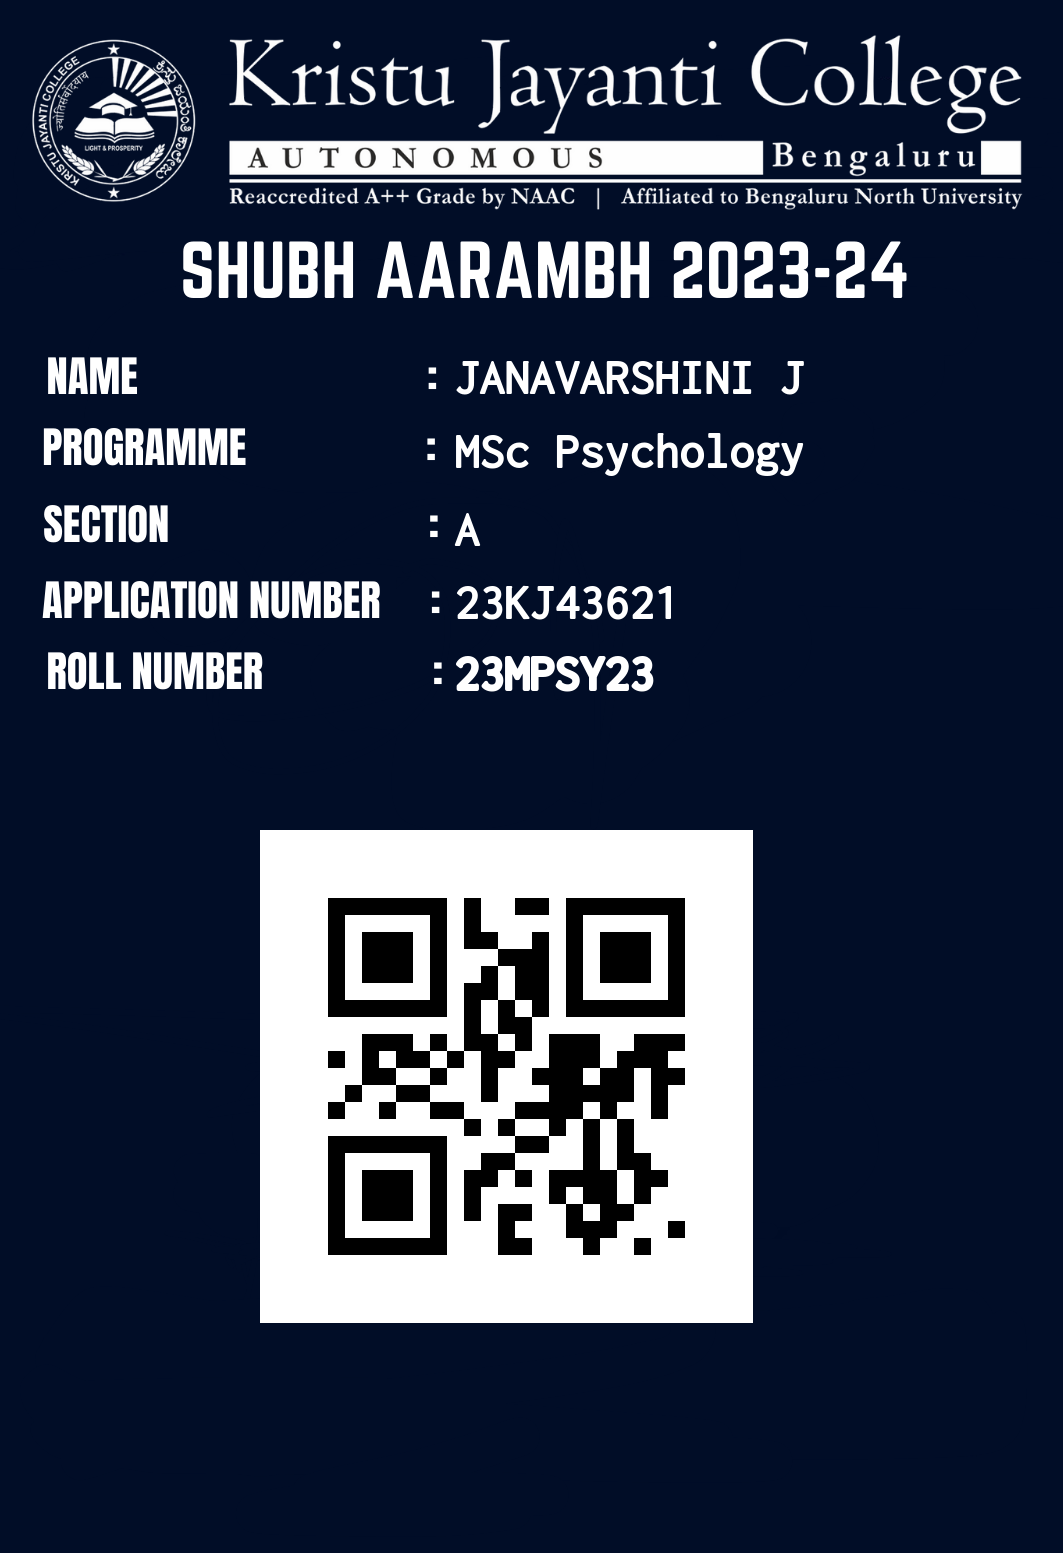 Kristu Jayanti College
AUTONOMOUS Bengaluru
Reaccredited A++ Grade by NAAC | Affiliated to Bengaluru North University
KRISTU JAYANTI COLLEGE
LIGHT & PROSPERITY
SHUBH AARAMBH 2023-24
NAME : JANAVARSHINI J
PROGRAMME : MSc Psychology
SECTION : A
APPLICATION NUMBER : 23KJ43621
ROLL NUMBER : 23MPSY23